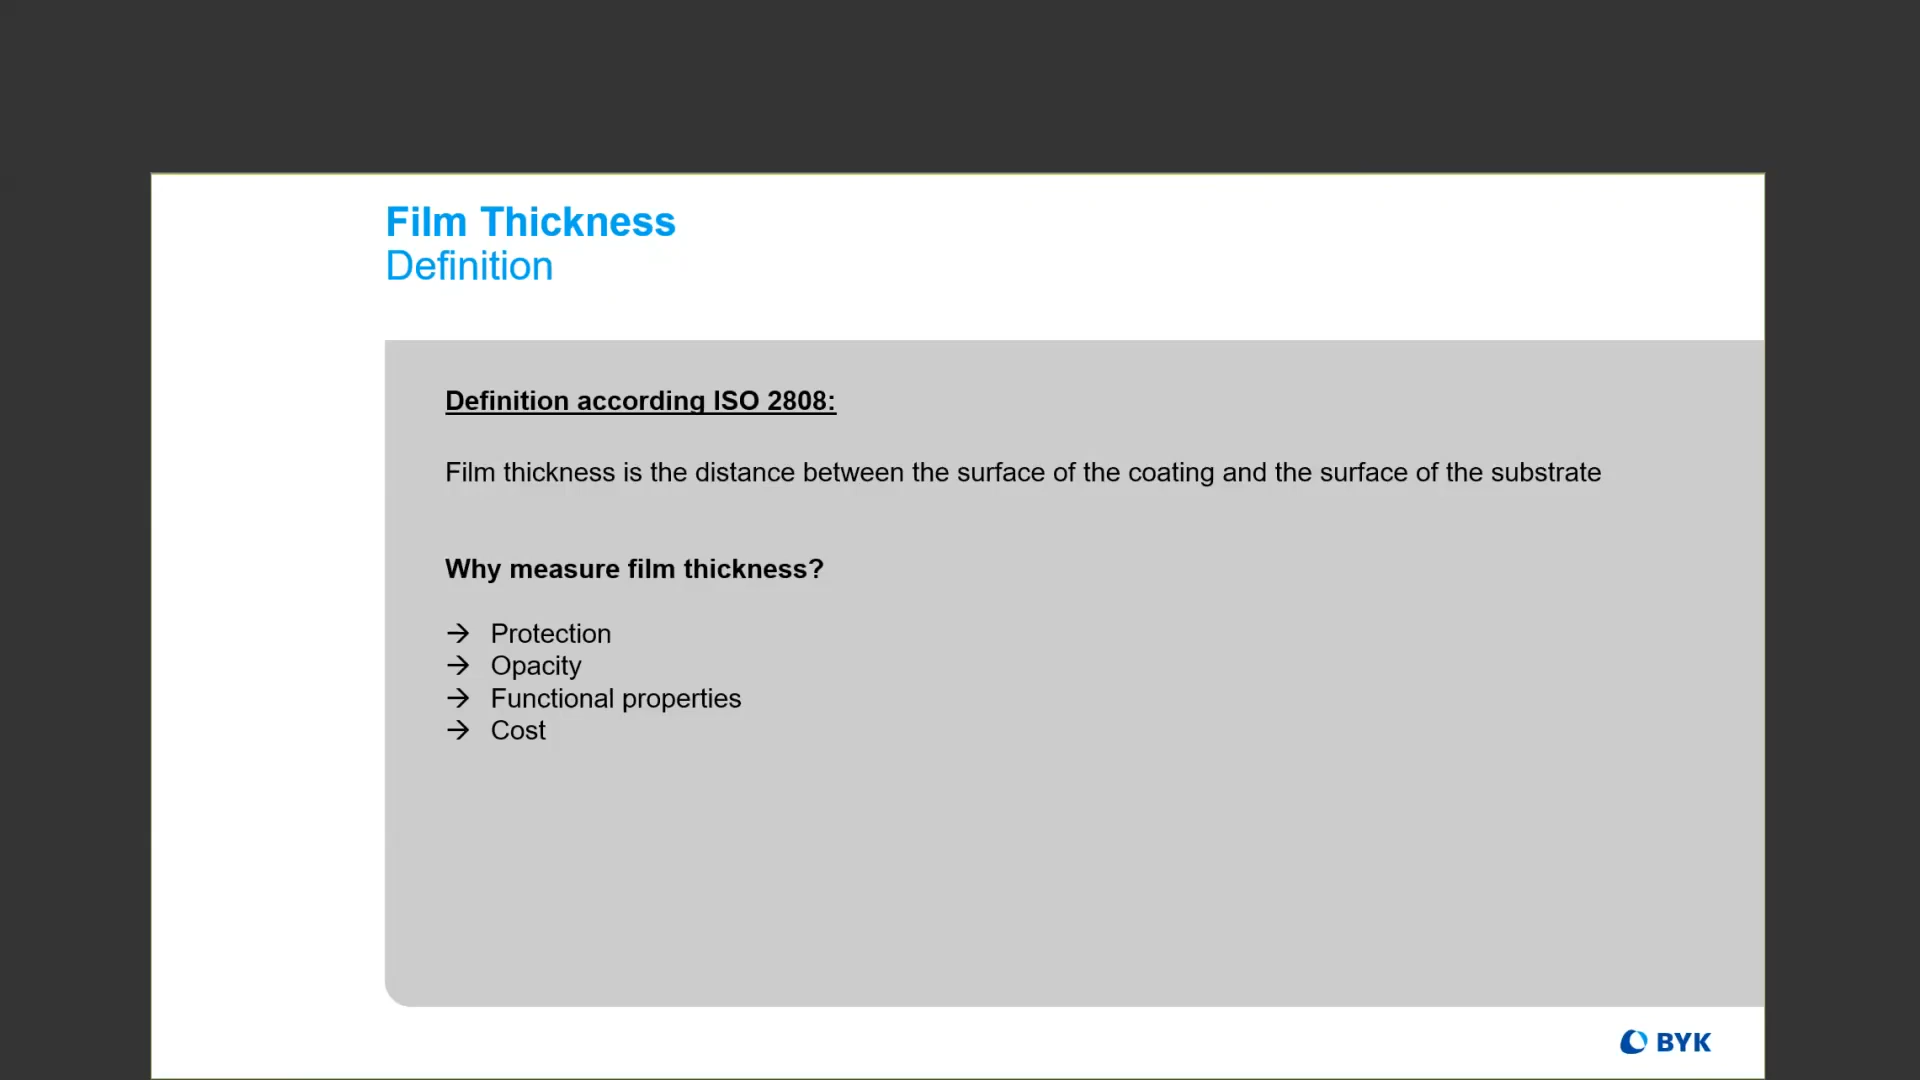 Film Thickness
Definition
Definition according ISO 2808:
Film thickness is the distance between the surface of the coating and the surface of the substrate
Why measure film thickness?
→ Protection
→ Opacity
→ Functional properties
→ Cost
BYK